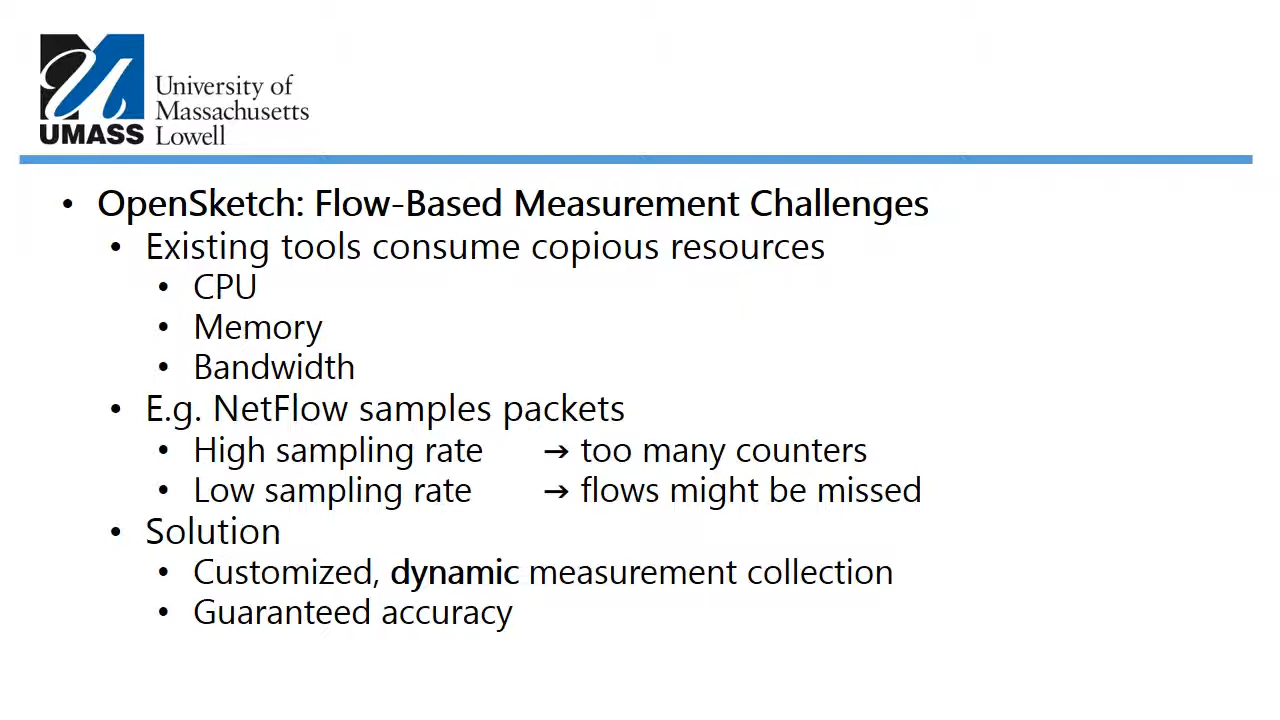 University of
Massachusetts
Lowell
UMASS
• OpenSketch: Flow-Based Measurement Challenges
• Existing tools consume copious resources
• CPU
• Memory
• Bandwidth
• E.g. NetFlow samples packets
• High sampling rate → too many counters
• Low sampling rate → flows might be missed
• Solution
• Customized, dynamic measurement collection
• Guaranteed accuracy